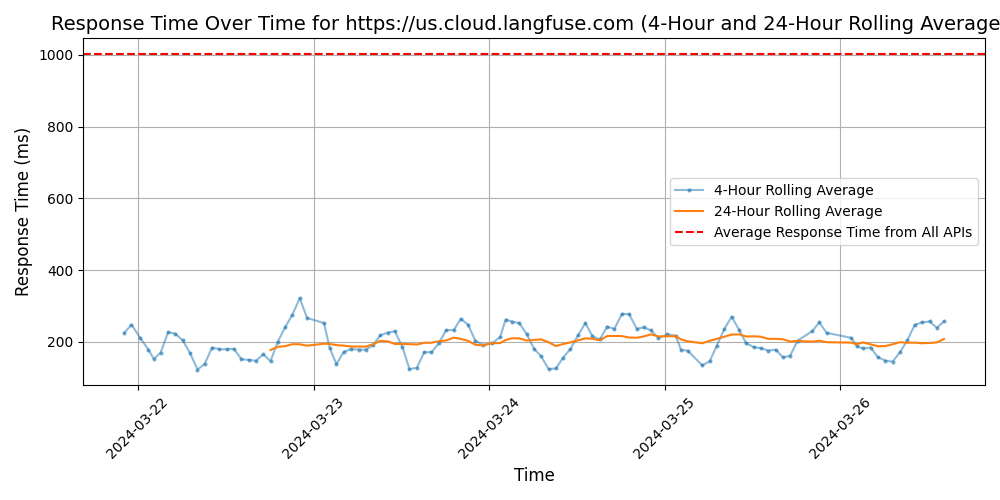 Response Time Over Time for https://us.cloud.langfuse.com (4-Hour and 24-Hour Rolling Average
Response Time (ms)
1000
800
600
400
200
4-Hour Rolling Average
24-Hour Rolling Average
Average Response Time from All APIs
2024-03-22
2024-03-23
2024-03-24
2024-03-25
2024-03-26
Time